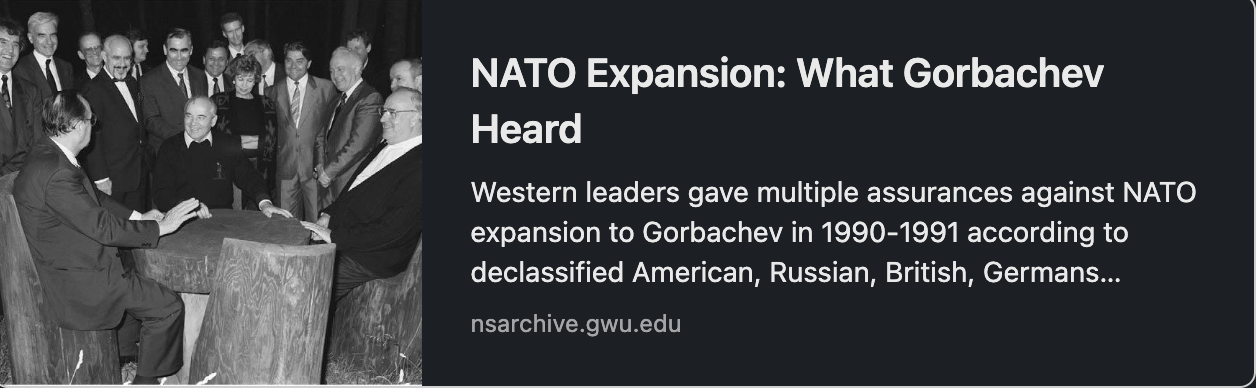 NATO Expansion: What Gorbachev
Heard
Western leaders gave multiple assurances against NATO
expansion to Gorbachev in 1990-1991 according to
declassified American, Russian, British, Germans...
nsarchive.gwu.edu